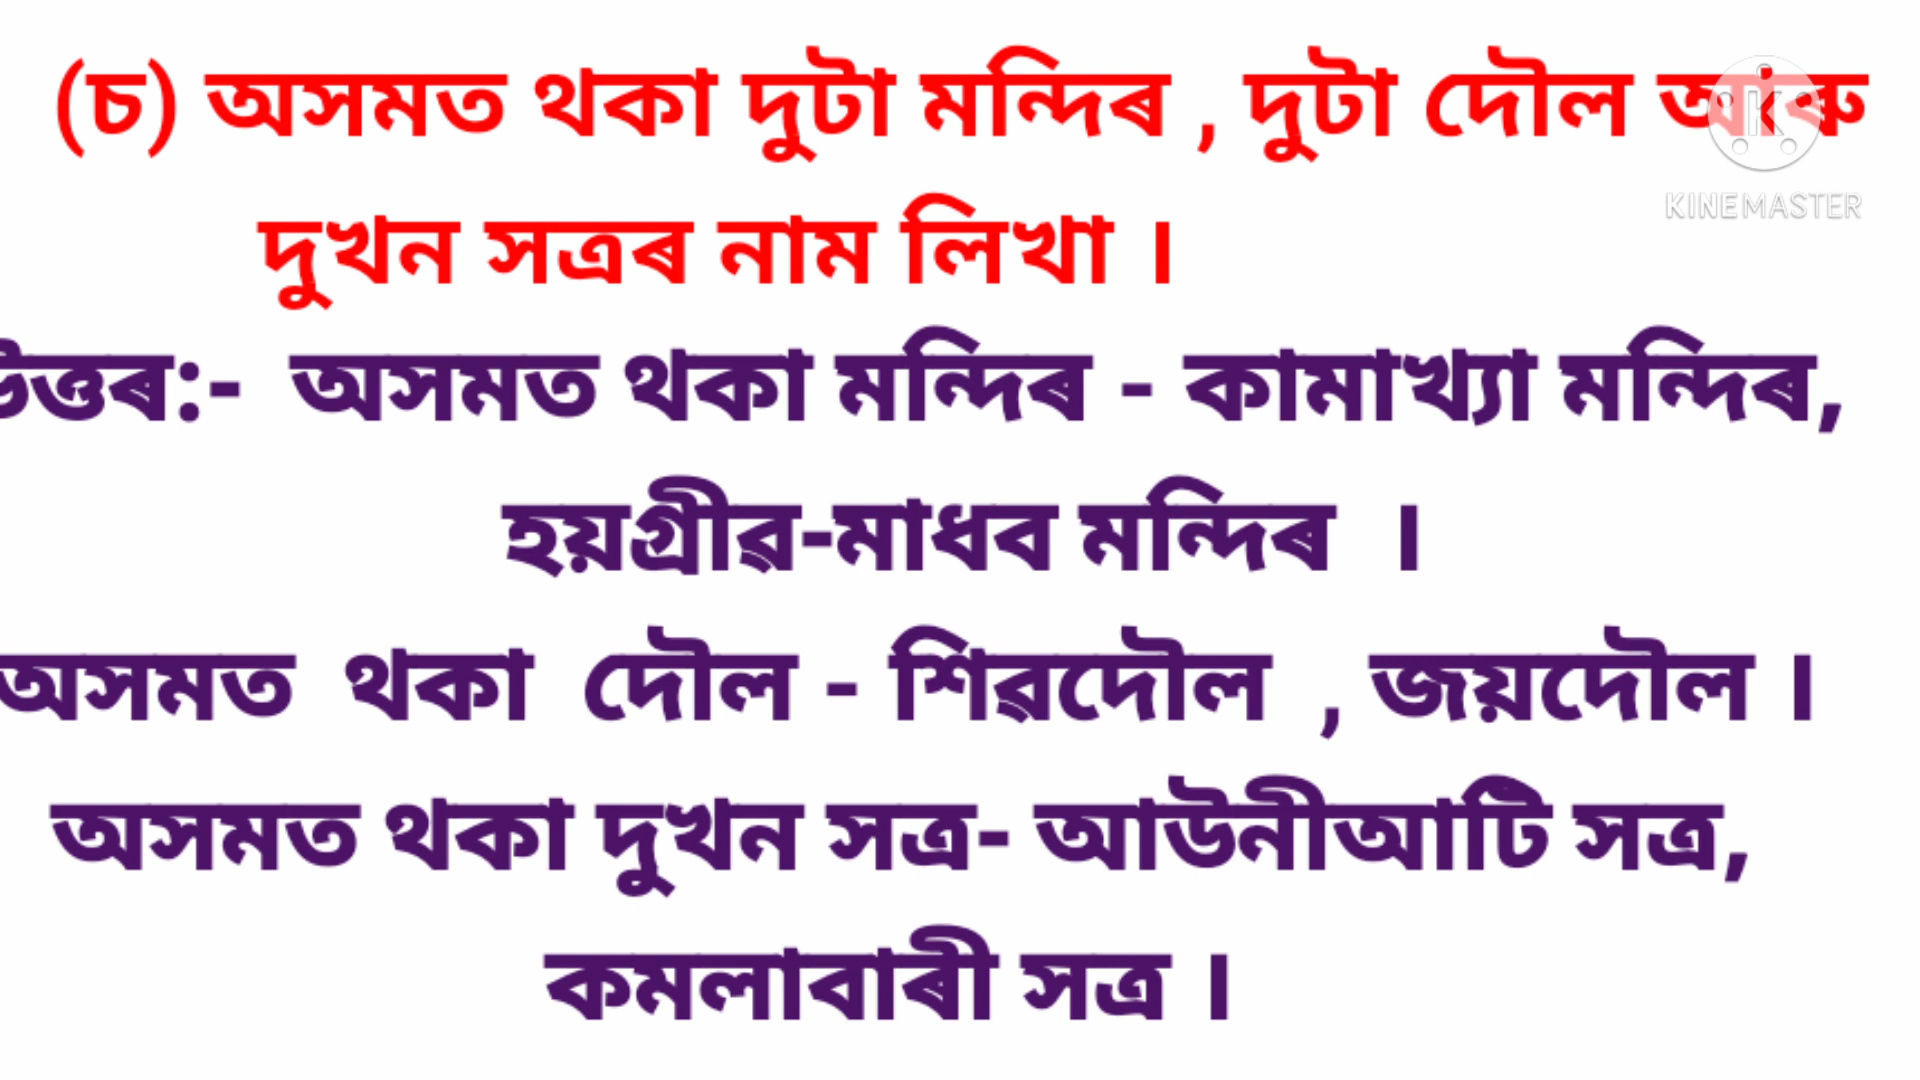 (চ) অসমত থকা দুটা মন্দিৰ , দুটা দৌল আৰু
KINEMASTER
দুখন সত্ৰৰ নাম লিখা ।
উত্তৰ:- অসমত থকা মন্দিৰ - কামাখ্যা মন্দিৰ,
হয়গ্ৰীৱ-মাধব মন্দিৰ ।
অসমত থকা দৌল - শিৱদৌল , জয়দৌল ।
অসমত থকা দুখন সত্ৰ- আউনীআটি সত্ৰ,
কমলাবাৰী সত্ৰ ।